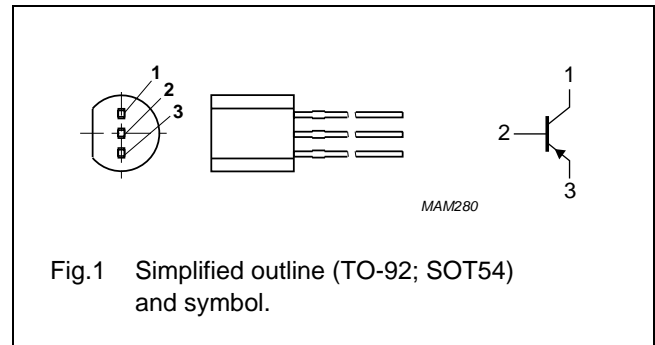 1
2
3
1
2
3
MAM280
Fig.1 Simplified outline (TO-92; SOT54)
and symbol.